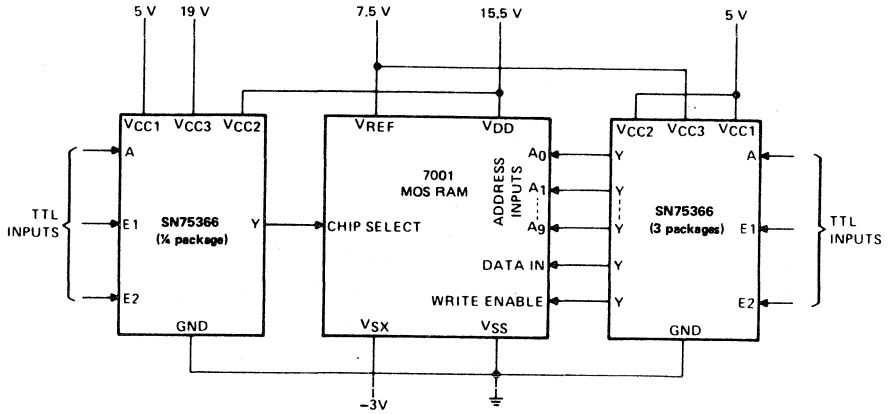 5 V
19 V
7.5 V
15.5 V
5 V
VCC1
VCC3
VCC2
A
TTL
INPUTS
E1
E2
SN75366
(¼ package)
Y
GND
VREF
VDD
7001
MOS RAM
CHIP SELECT
ADDRESS
INPUTS
A0
A1
A9
DATA IN
WRITE ENABLE
VSX
VSS
-3V
VCC2
VCC3
VCC1
Y
Y
Y
Y
Y
SN75366
(3 packages)
A
E1
E2
GND
TTL
INPUTS